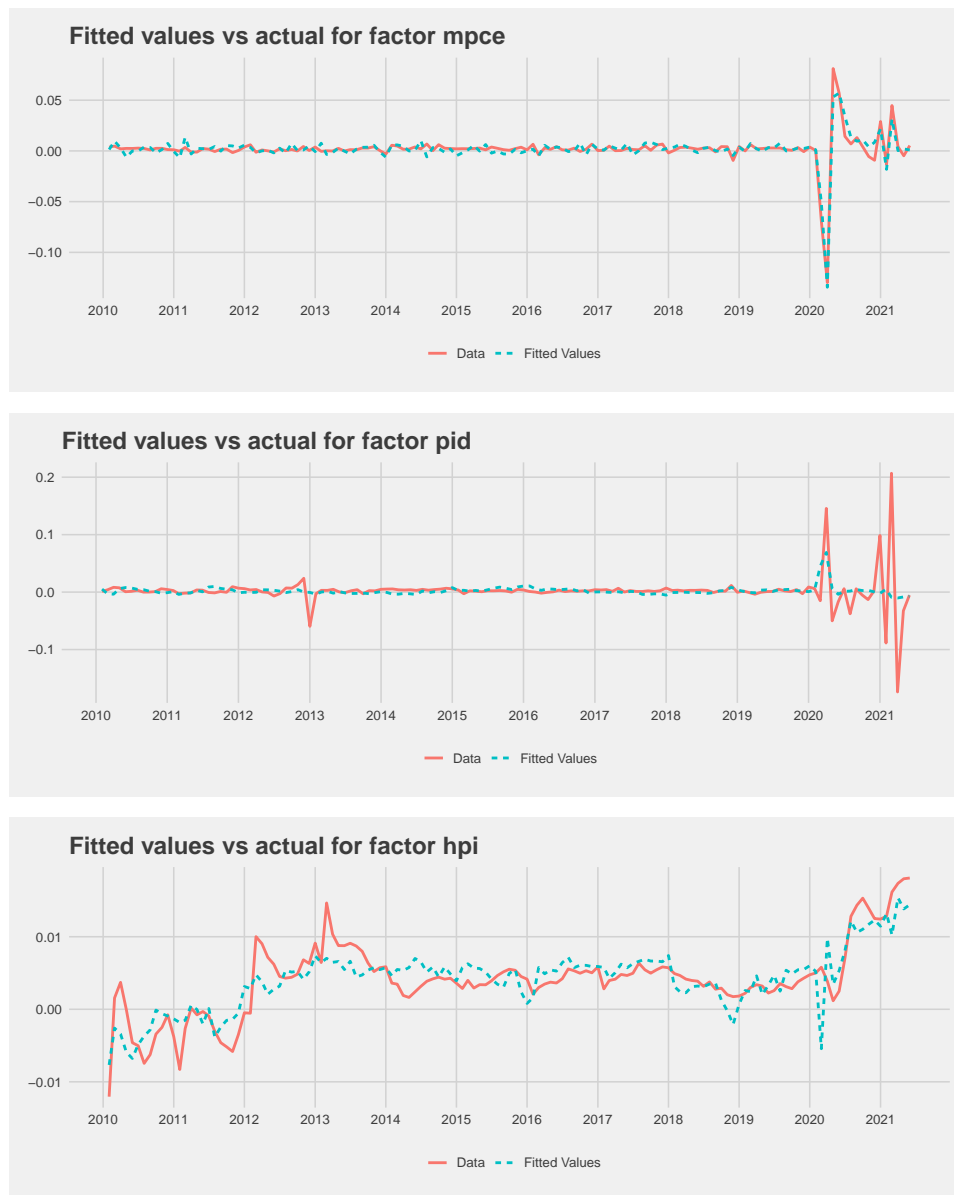 Fitted values vs actual for factor mpce
0.05
0.00
−0.05
−0.10
2010 2011 2012 2013 2014 2015 2016 2017 2018 2019 2020 2021
Data Fitted Values
Fitted values vs actual for factor pid
0.2
0.1
0.0
−0.1
2010 2011 2012 2013 2014 2015 2016 2017 2018 2019 2020 2021
Data Fitted Values
Fitted values vs actual for factor hpi
0.01
0.00
−0.01
2010 2011 2012 2013 2014 2015 2016 2017 2018 2019 2020 2021
Data Fitted Values